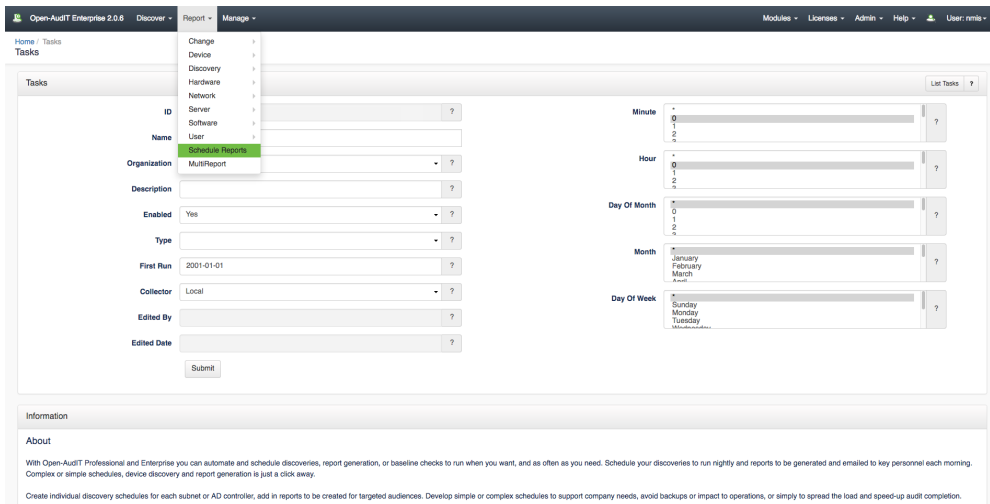 Open-AudIT Enterprise 2.0.6 Discover Report Manage Modules Licenses Admin Help User: nmis
Home / Tasks
Tasks
Change
Device
Discovery
Hardware
Network
Server
Software
User
Schedule Reports
MultiReport
Tasks
List Tasks ?
ID ?
Name
Organization ?
Description ?
Enabled Yes ?
Type ?
First Run 2001-01-01 ?
Collector Local ?
Edited By ?
Edited Date ?
Submit
Minute * ?
0
1
2
Hour * ?
0
1
2
Day Of Month * ?
0
1
2
Month * ?
January
February
March
April
Day Of Week * ?
Sunday
Monday
Tuesday
Wednesday
Information
About
With Open-AudIT Professional and Enterprise you can automate and schedule discoveries, report generation, or baseline checks to run when you want, and as often as you need. Schedule your discoveries to run nightly and reports to be generated and emailed to key personnel each morning.
Complex or simple schedules, device discovery and report generation is just a click away.
Create individual discovery schedules for each subnet or AD controller, add in reports to be created for targeted audiences. Develop simple or complex schedules to support company needs, avoid backups or impact to operations, or simply to spread the load and speed-up audit completion.